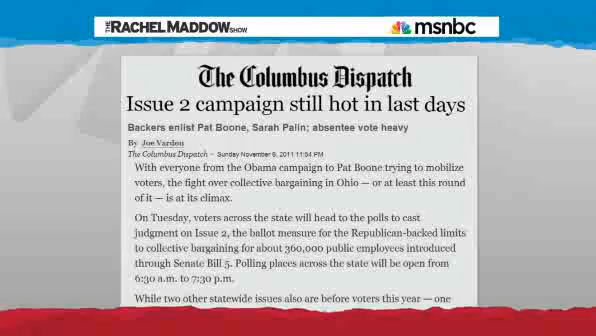 THE RACHEL MADDOW SHOW
msnbc
The Columbus Dispatch
Issue 2 campaign still hot in last days
Backers enlist Pat Boone, Sarah Palin; absentee vote heavy
By Joe Vardon
The Columbus Dispatch - Sunday November 6, 2011 11:54 PM
With everyone from the Obama campaign to Pat Boone trying to mobilize
voters, the fight over collective bargaining in Ohio — or at least this round
of it — is at its climax.
On Tuesday, voters across the state will head to the polls to cast
judgment on Issue 2, the ballot measure for the Republican-backed limits
to collective bargaining for about 360,000 public employees introduced
through Senate Bill 5. Polling places across the state will be open from
6:30 a.m. to 7:30 p.m.
While two other statewide issues also are before voters this year — one